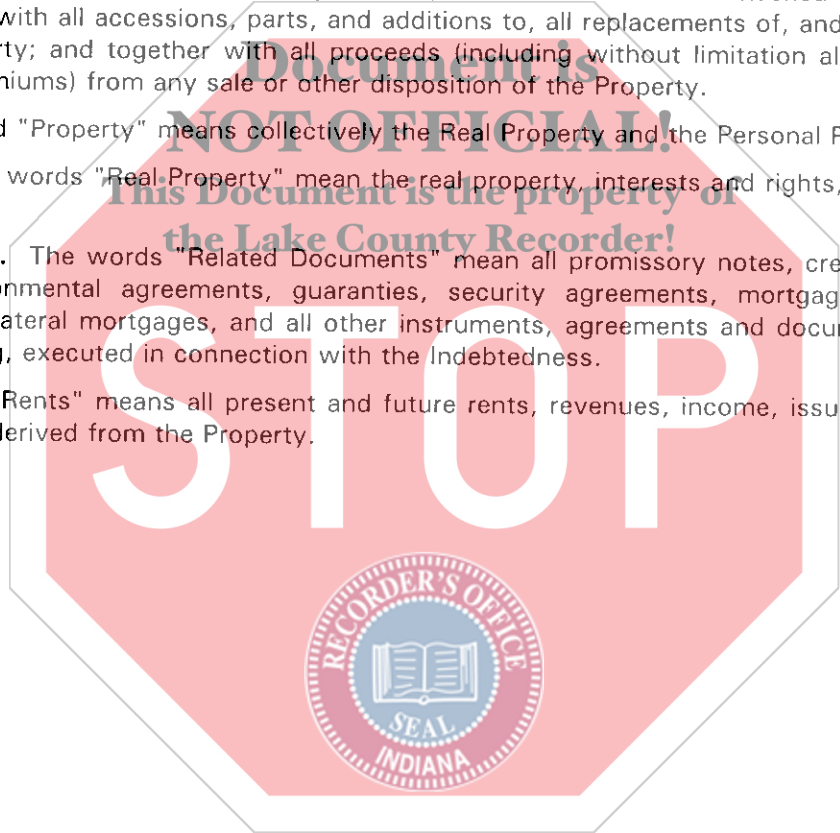 with all accessions, parts, and additions to, all replacements of, and
rty; and together with all proceeds (including without limitation al
niums) from any sale or other disposition of the Property.
d "Property" means collectively the Real Property and the Personal P
words "Real Property" mean the real property, interests and rights,
. The words "Related Documents" mean all promissory notes, cre
onmental agreements, guaranties, security agreements, mortgag
ateral mortgages, and all other instruments, agreements and docu
, executed in connection with the Indebtedness.
Rents" means all present and future rents, revenues, income, issu
derived from the Property.
Document is
NOT OFFICIAL!
This Document is the property of
the Lake County Recorder!
STOP
RECORDER'S OFFICE
SEAL
INDIANA